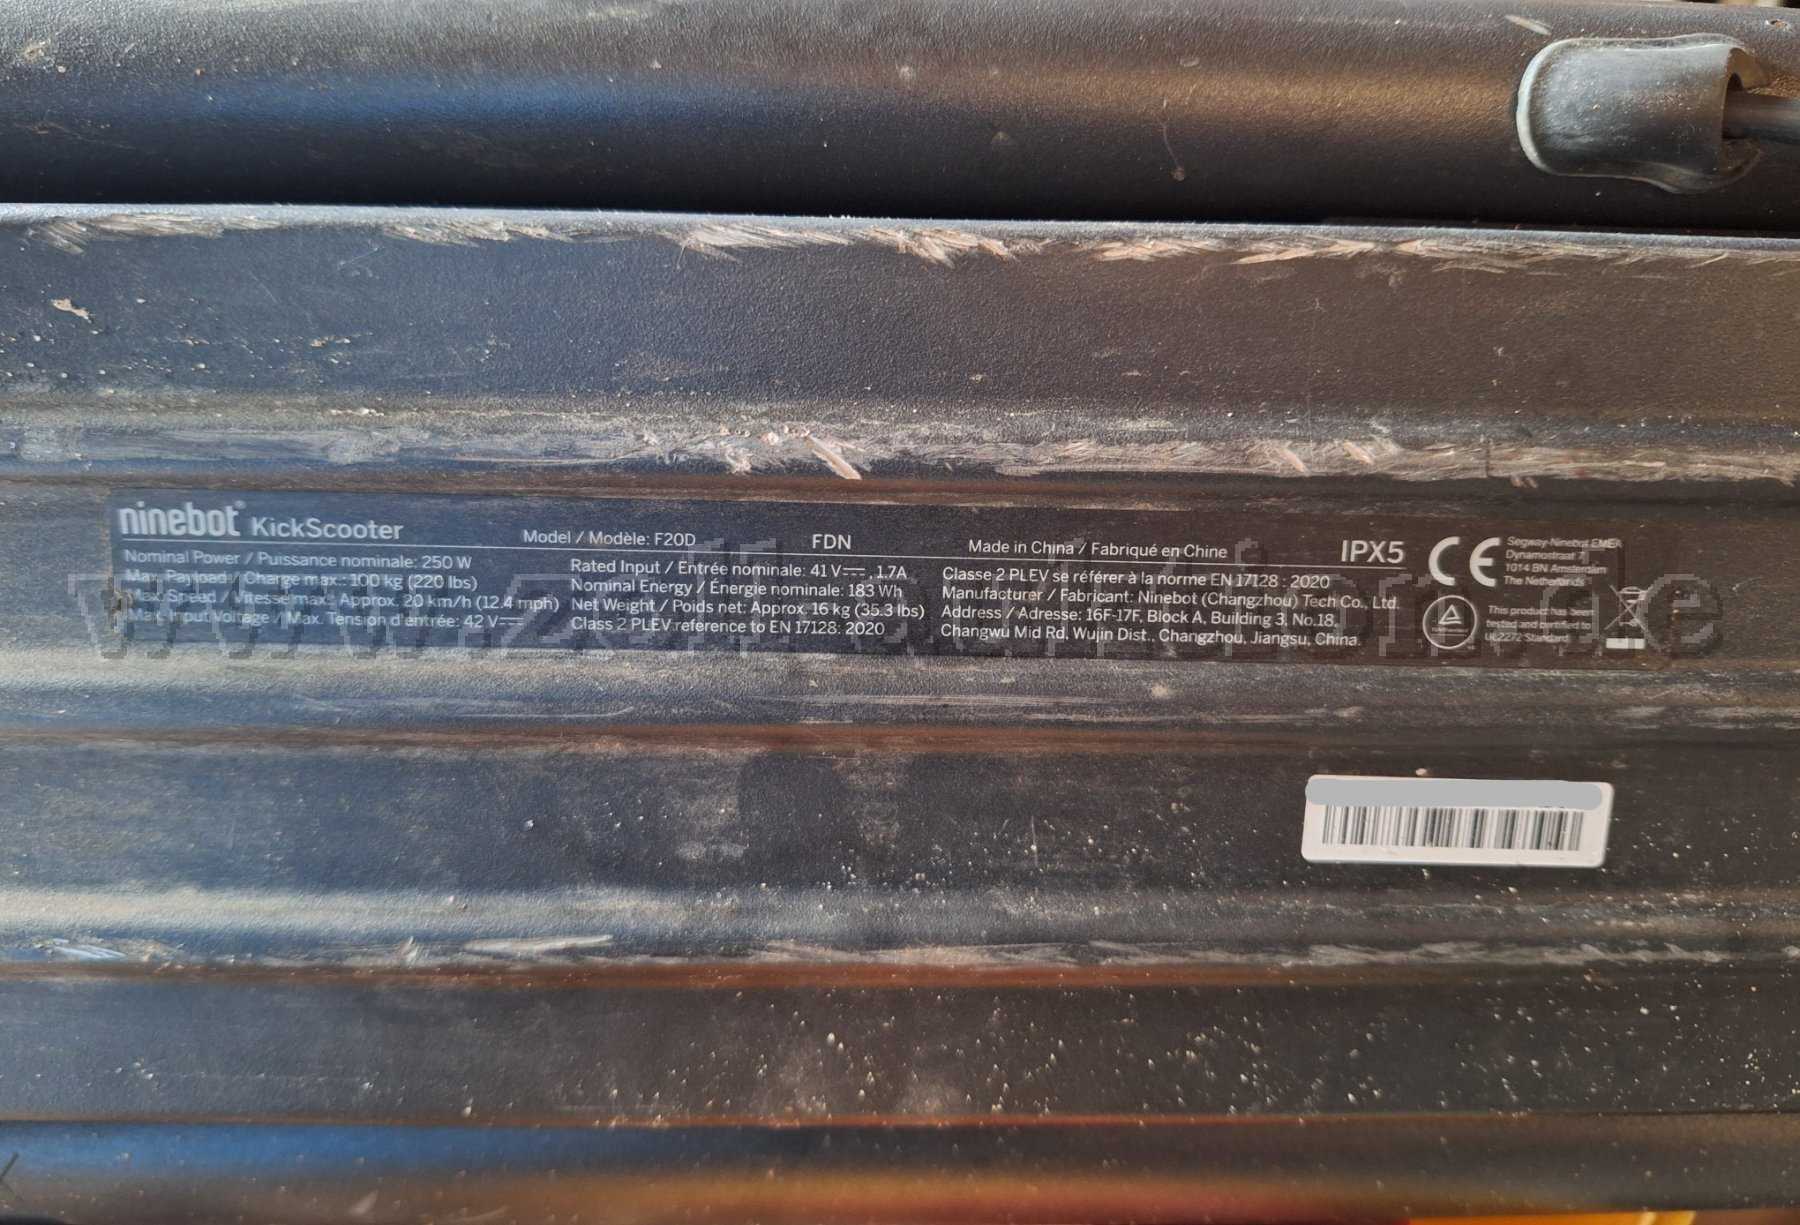 ninebot® KickScooter
Model / Modèle: F20D
FDN
Made in China / Fabriqué en Chine
IPX5
CE
Nominal Power / Puissance nominale: 250 W
Max. Payload / Charge max.: 100 kg (220 lbs)
Max. Speed / Vitesse max.: Approx. 20 km/h (12.4 mph)
Max. Input Voltage / Max. Tension d'entrée: 42 V⎓
Rated Input / Entrée nominale: 41 V⎓, 1.7A
Nominal Energy / Énergie nominale: 183 Wh
Net Weight / Poids net: Approx. 16 kg (35.3 lbs)
Class 2 PLEV reference to EN 17128: 2020
Classe 2 PLEV se référer à la norme EN 17128 : 2020
Manufacturer / Fabricant: Ninebot (Changzhou) Tech Co., Ltd.
Address / Adresse: 16F-17F, Block A, Building 3, No.18,
Changwu Mid Rd, Wujin Dist., Changzhou, Jiangsu, China.
Segway-Ninebot EMEA
Dynamostraat 7,
1014 BN Amsterdam
The Netherlands
This product has been
tested and certified to
UL2272 Standard
www.zoll-auktion.de